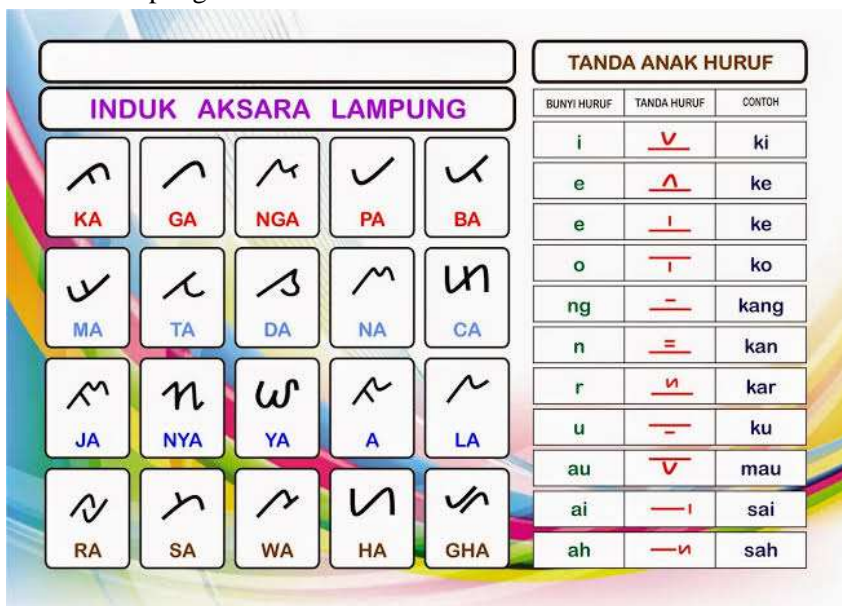 INDUK AKSARA LAMPUNG
KA GA NGA PA BA
MA TA DA NA CA
JA NYA YA A LA
RA SA WA HA GHA
TANDA ANAK HURUF
BUNYI HURUF TANDA HURUF CONTOH
i ki
e ke
e ke
o ko
ng kang
n kan
r kar
u ku
au mau
ai sai
ah sah